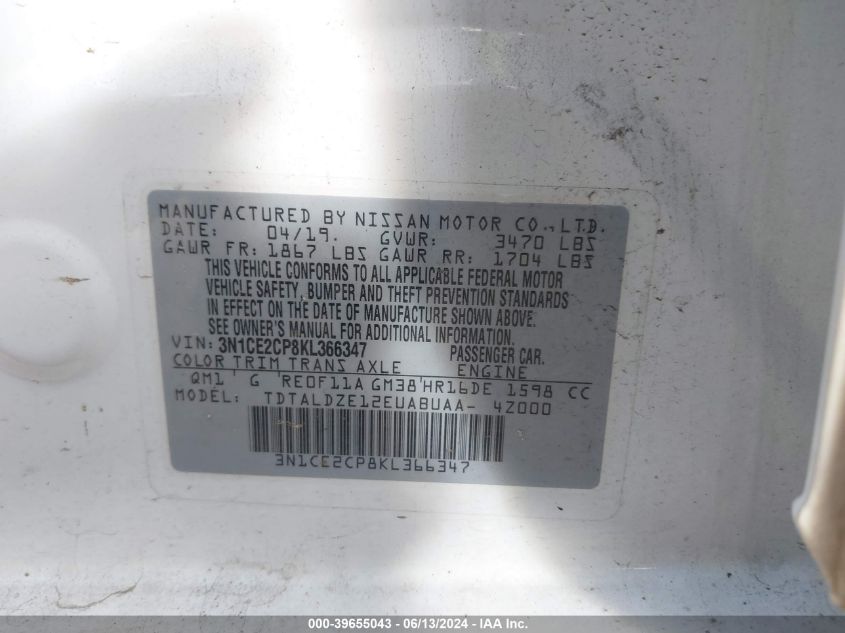 MANUFACTURED BY NISSAN MOTOR CO., LTD.
DATE: 04/19. GVWR: 3470 LBS
GAWR FR: 1867 LBS GAWR RR: 1704 LBS
THIS VEHICLE CONFORMS TO ALL APPLICABLE FEDERAL MOTOR
VEHICLE SAFETY, BUMPER AND THEFT PREVENTION STANDARDS
IN EFFECT ON THE DATE OF MANUFACTURE SHOWN ABOVE.
SEE OWNER'S MANUAL FOR ADDITIONAL INFORMATION.
VIN: 3N1CE2CP8KL366347 PASSENGER CAR.
COLOR TRIM TRANS AXLE ENGINE
QM1 ' G 'RE0F11A GM38'HR16DE 1598 CC
MODEL: TDTALDZE12EUABUAA- 4Z000
3N1CE2CP8KL366347
000-39655043 - 06/13/2024 - IAA Inc.